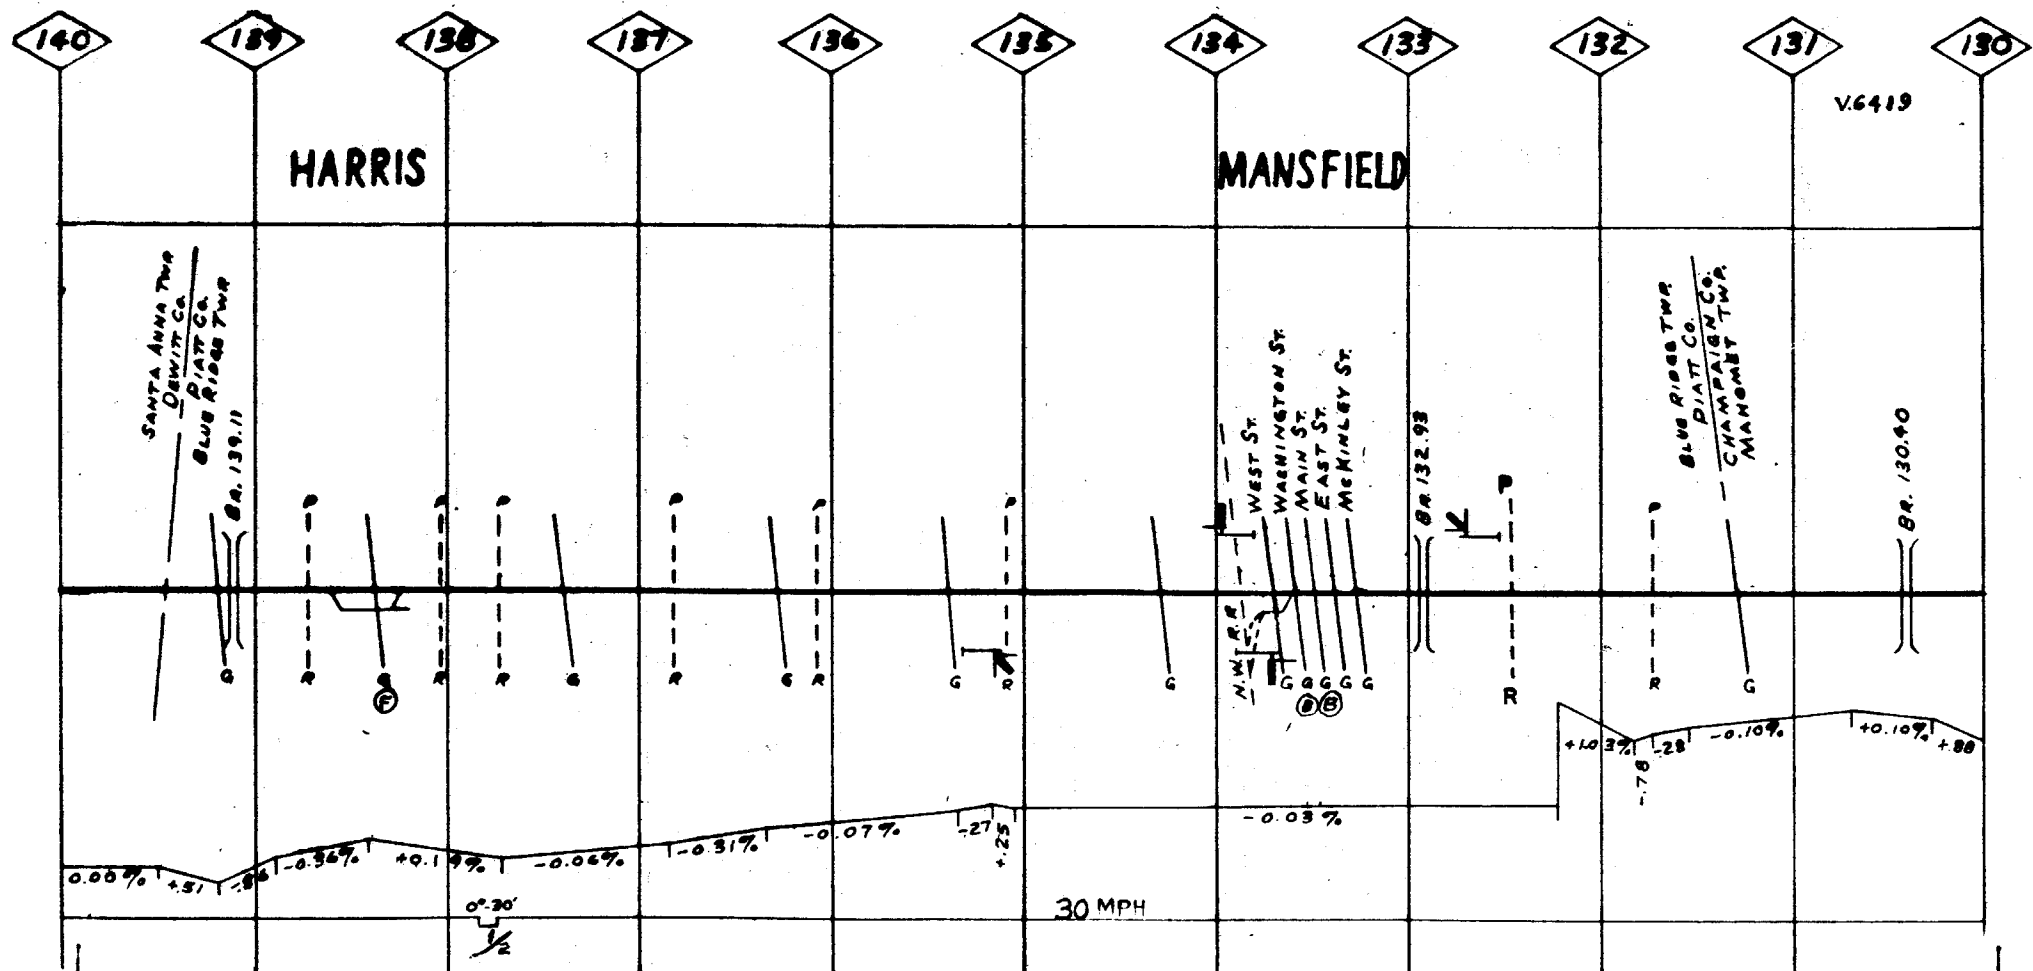 140 139 138 137 136 135 134 133 132 131 130
V.6419
HARRIS MANSFIELD
SANTA ANNA TWP.
DEWITT CO.
PIATT CO.
BLUE RIDGE TWP.
BR. 139.11
WEST ST.
WASHINGTON ST.
MAIN ST.
EAST ST.
McKINLEY ST.
BR. 132.93
BLUE RIDGE TWP.
PIATT CO.
CHAMPAIGN CO.
MAHOMET TWP.
BR. 130.40
P P P P P P P P
N.W. R.R.
G R G R R G R G R G R G G G G G G R R G
F B B
0.00% +.51 -0.36% -0.06% -0.31% -0.07% -.27 +.25 -0.03% +1.03% -.78 -.28 -0.10% +0.10% +.88
0°-30'
1/2
30 MPH